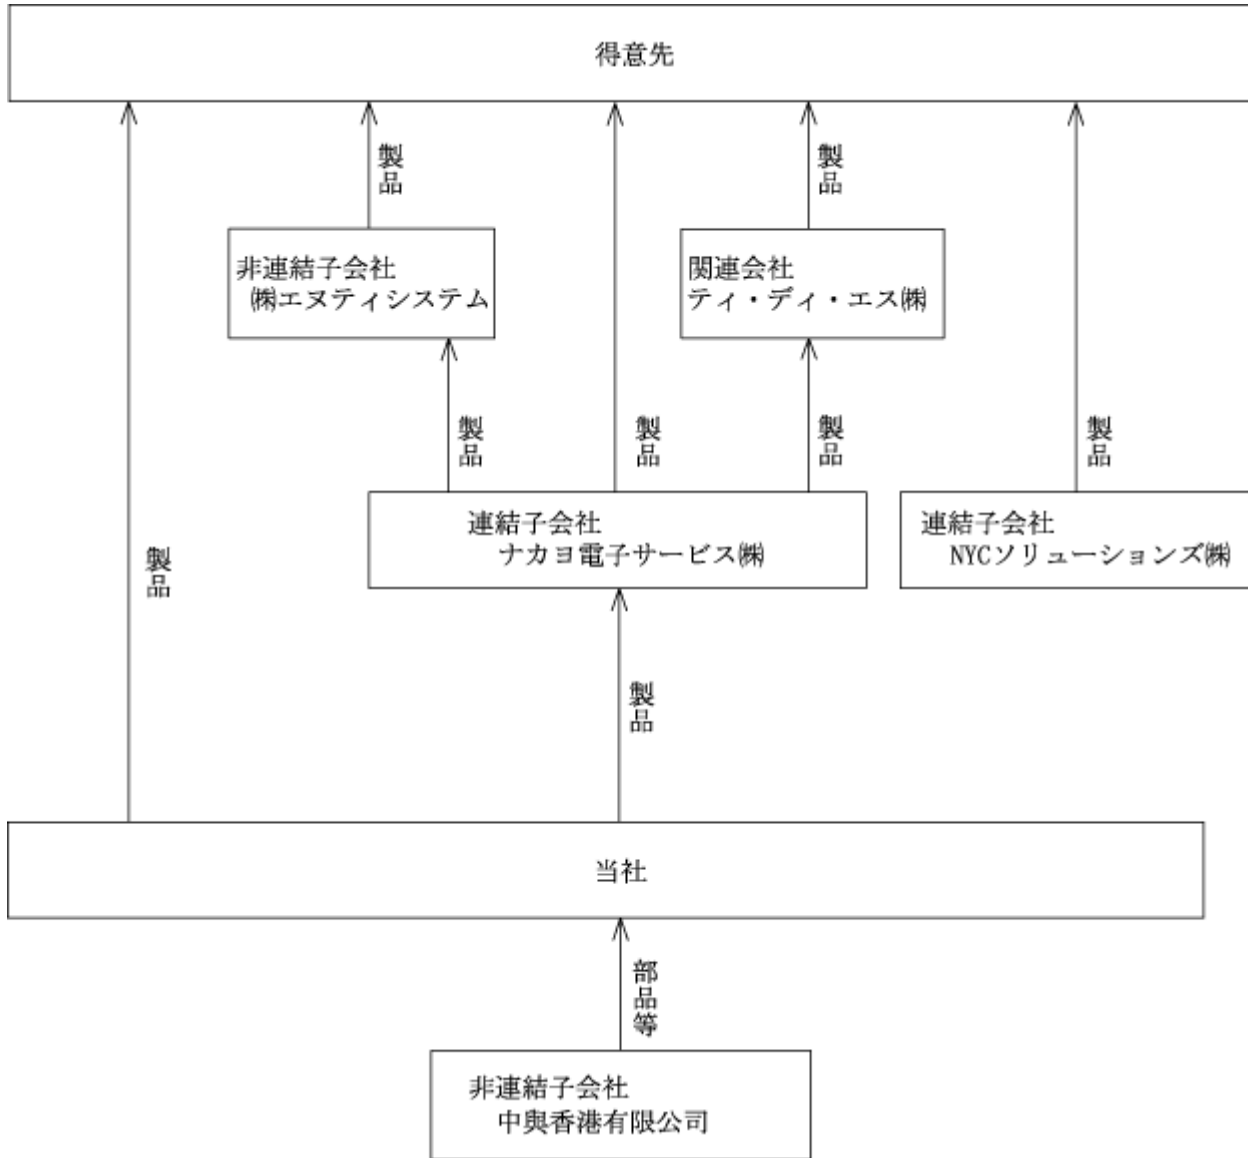 得意先
製品
製品
非連結子会社
㈱エヌティシステム
関連会社
ティ・ディ・エス㈱
製品
製品
製品
製品
連結子会社
ナカヨ電子サービス㈱
連結子会社
NYCソリューションズ㈱
製品
製品
当社
部品等
非連結子会社
中與香港有限公司